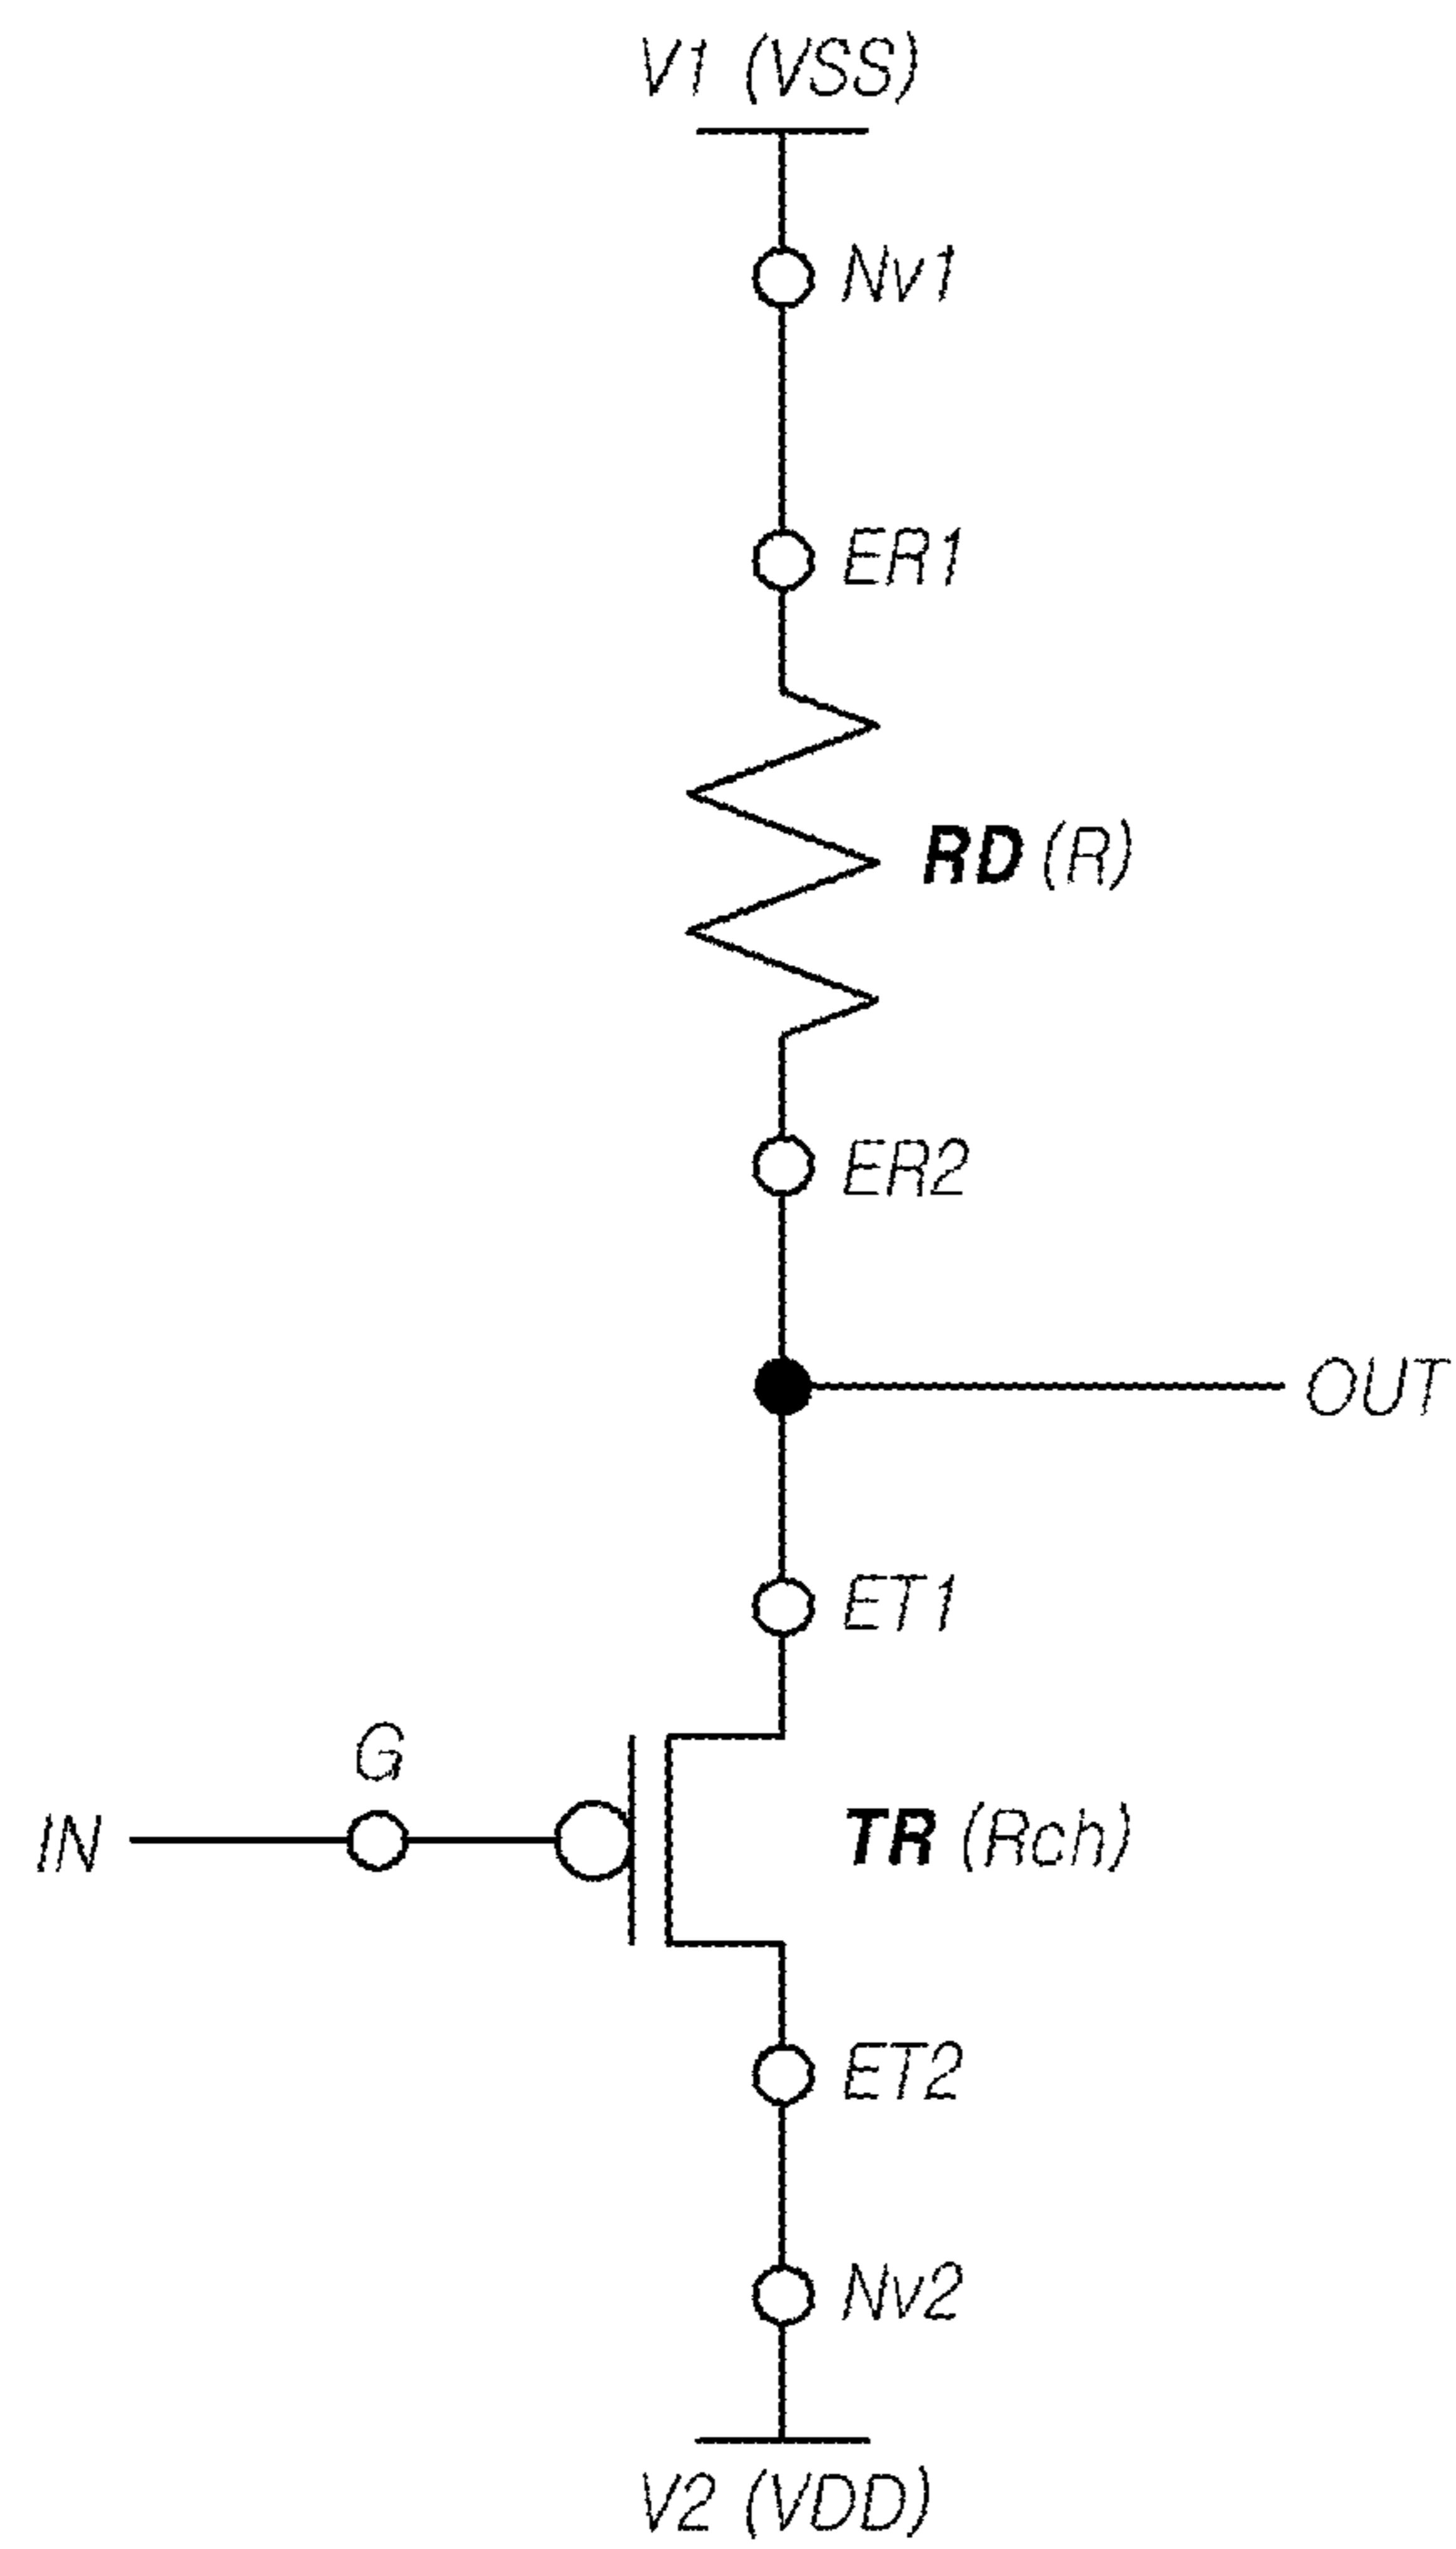 V1 (VSS)
Nv1
ER1
RD (R)
ER2
OUT
ET1
G
IN
TR (Rch)
ET2
Nv2
V2 (VDD)